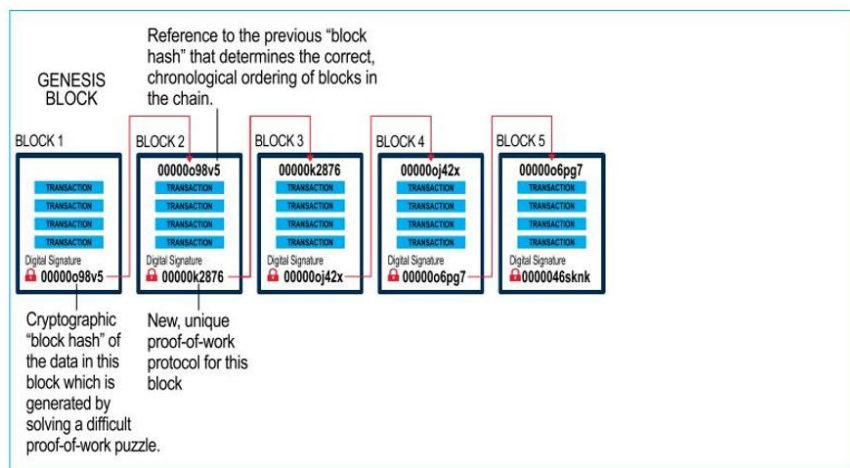 Reference to the previous “block
hash” that determines the correct,
chronological ordering of blocks in
the chain.
GENESIS
BLOCK
BLOCK 1
BLOCK 2
BLOCK 3
BLOCK 4
BLOCK 5
TRANSACTION
TRANSACTION
TRANSACTION
TRANSACTION
Digital Signature
00000o98v5
00000o98v5
TRANSACTION
TRANSACTION
TRANSACTION
TRANSACTION
Digital Signature
00000k2876
00000k2876
TRANSACTION
TRANSACTION
TRANSACTION
TRANSACTION
Digital Signature
00000oj42x
00000oj42x
TRANSACTION
TRANSACTION
TRANSACTION
TRANSACTION
Digital Signature
00000o6pg7
00000o6pg7
TRANSACTION
TRANSACTION
TRANSACTION
TRANSACTION
Digital Signature
0000046sknk
Cryptographic
“block hash” of
the data in this
block which is
generated by
solving a difficult
proof-of-work puzzle.
New, unique
proof-of-work
protocol for this
block